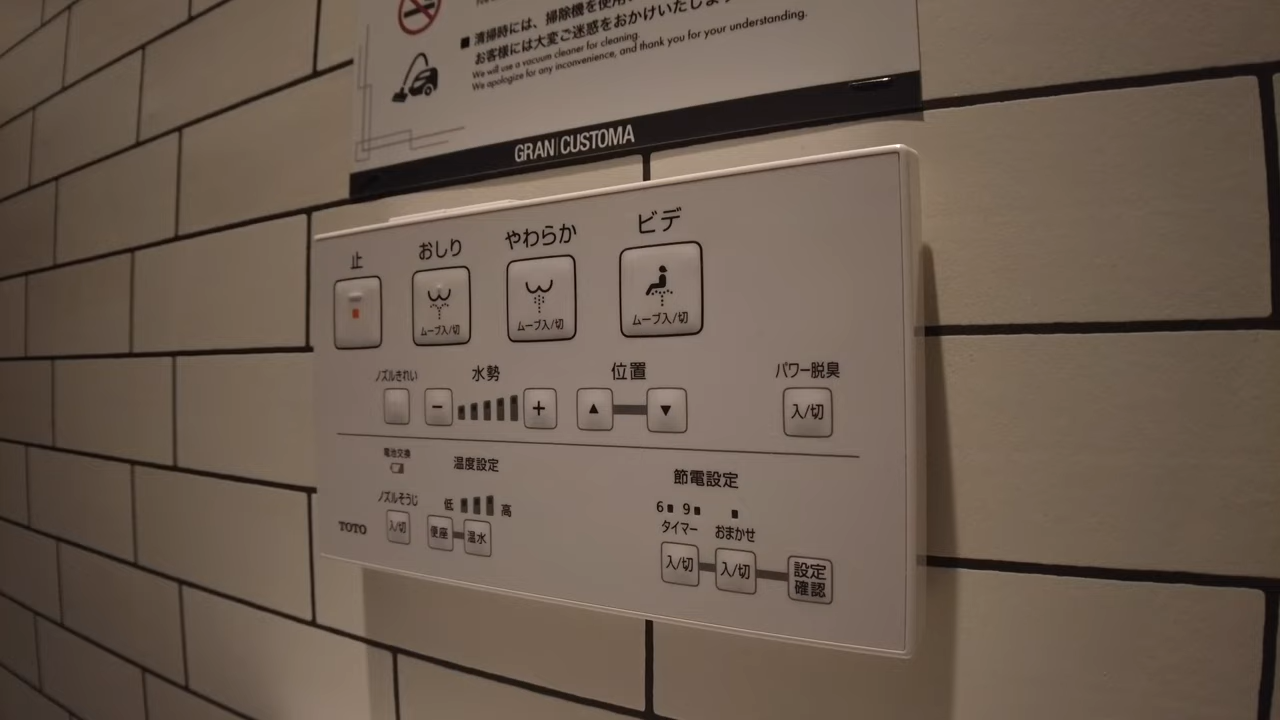 ■ 清掃時には、掃除機を使用
お客様には大変ご迷惑をおかけいたしま
We will use a vacuum cleaner for cleaning.
We apologize for any inconvenience, and thank you for your understanding.
GRAN CUSTOMA
止 おしり やわらか ビデ
ムーブ入/切 ムーブ入/切 ムーブ入/切
ノズルきれい 水勢 位置 パワー脱臭
− + ▲ ▼ 入/切
電池交換 温度設定 節電設定
ノズルそうじ 低 高 6 9
タイマー おまかせ
TOTO 入/切 便座 温水 入/切 入/切 設定
確認